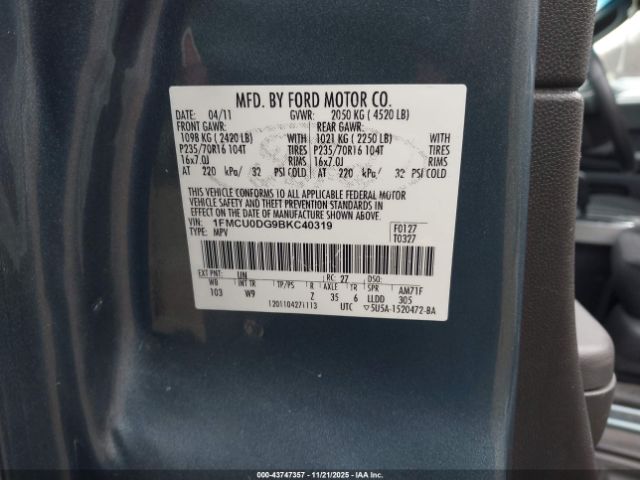 MFD. BY FORD MOTOR CO.
DATE: 04/11 GVWR: 2050 KG ( 4520 LB)
FRONT GAWR: REAR GAWR:
1098 KG ( 2420 LB) WITH 1021 KG ( 2250 LB) WITH
P235/70R16 104T TIRES P235/70R16 104T TIRES
16x7.0J RIMS 16x7.0J RIMS
AT 220 kPa/ 32 PSI COLD AT 220 kPa/ 32 PSI COLD
THIS VEHICLE CONFORMS TO ALL APPLICABLE FEDERAL MOTOR
VEHICLE SAFETY AND THEFT PREVENTION STANDARDS IN
EFFECT ON THE DATE OF MANUFACTURE SHOWN ABOVE.
VIN: 1FMCU0DG9BKC40319 F0127
TYPE: MPV T0327
EXT PNT: UN RC: 27 DSO:
WB INT TR TP/PS R AXLE TR SPR AM71F
103 W9 Z 35 6 LLDD 305
1201104271113 UTC ▽5U5A-1520472-BA
© 43747357 - 11/21/2025 - IAA Inc.